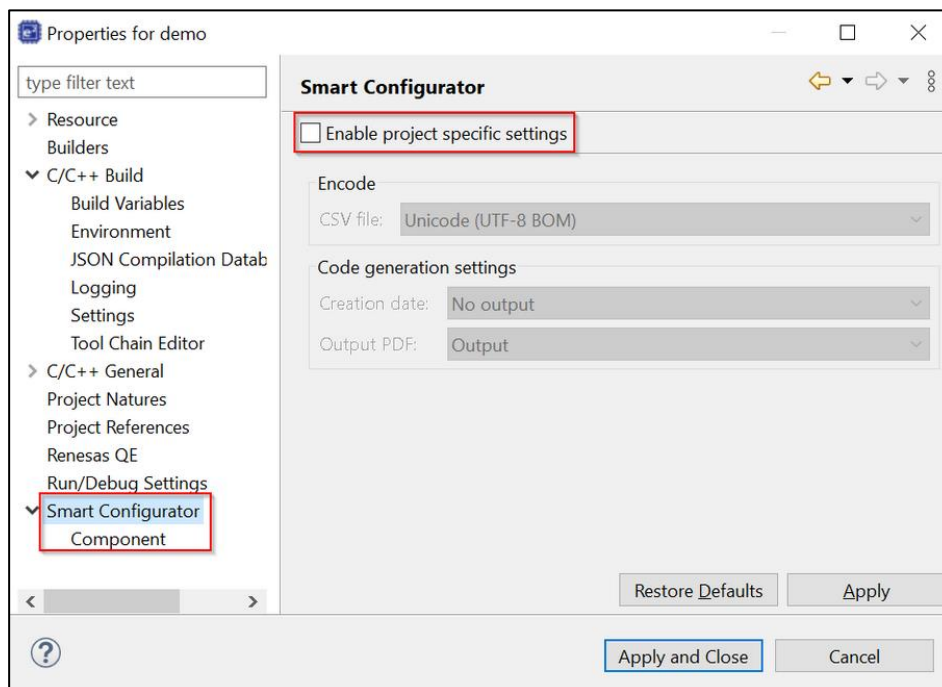 Properties for demo
type filter text
Resource
Builders
C/C++ Build
Build Variables
Environment
JSON Compilation Datab
Logging
Settings
Tool Chain Editor
C/C++ General
Project Natures
Project References
Renesas QE
Run/Debug Settings
Smart Configurator
Component
Smart Configurator
Enable project specific settings
Encode
CSV file: Unicode (UTF-8 BOM)
Code generation settings
Creation date: No output
Output PDF: Output
Restore Defaults Apply
Apply and Close Cancel